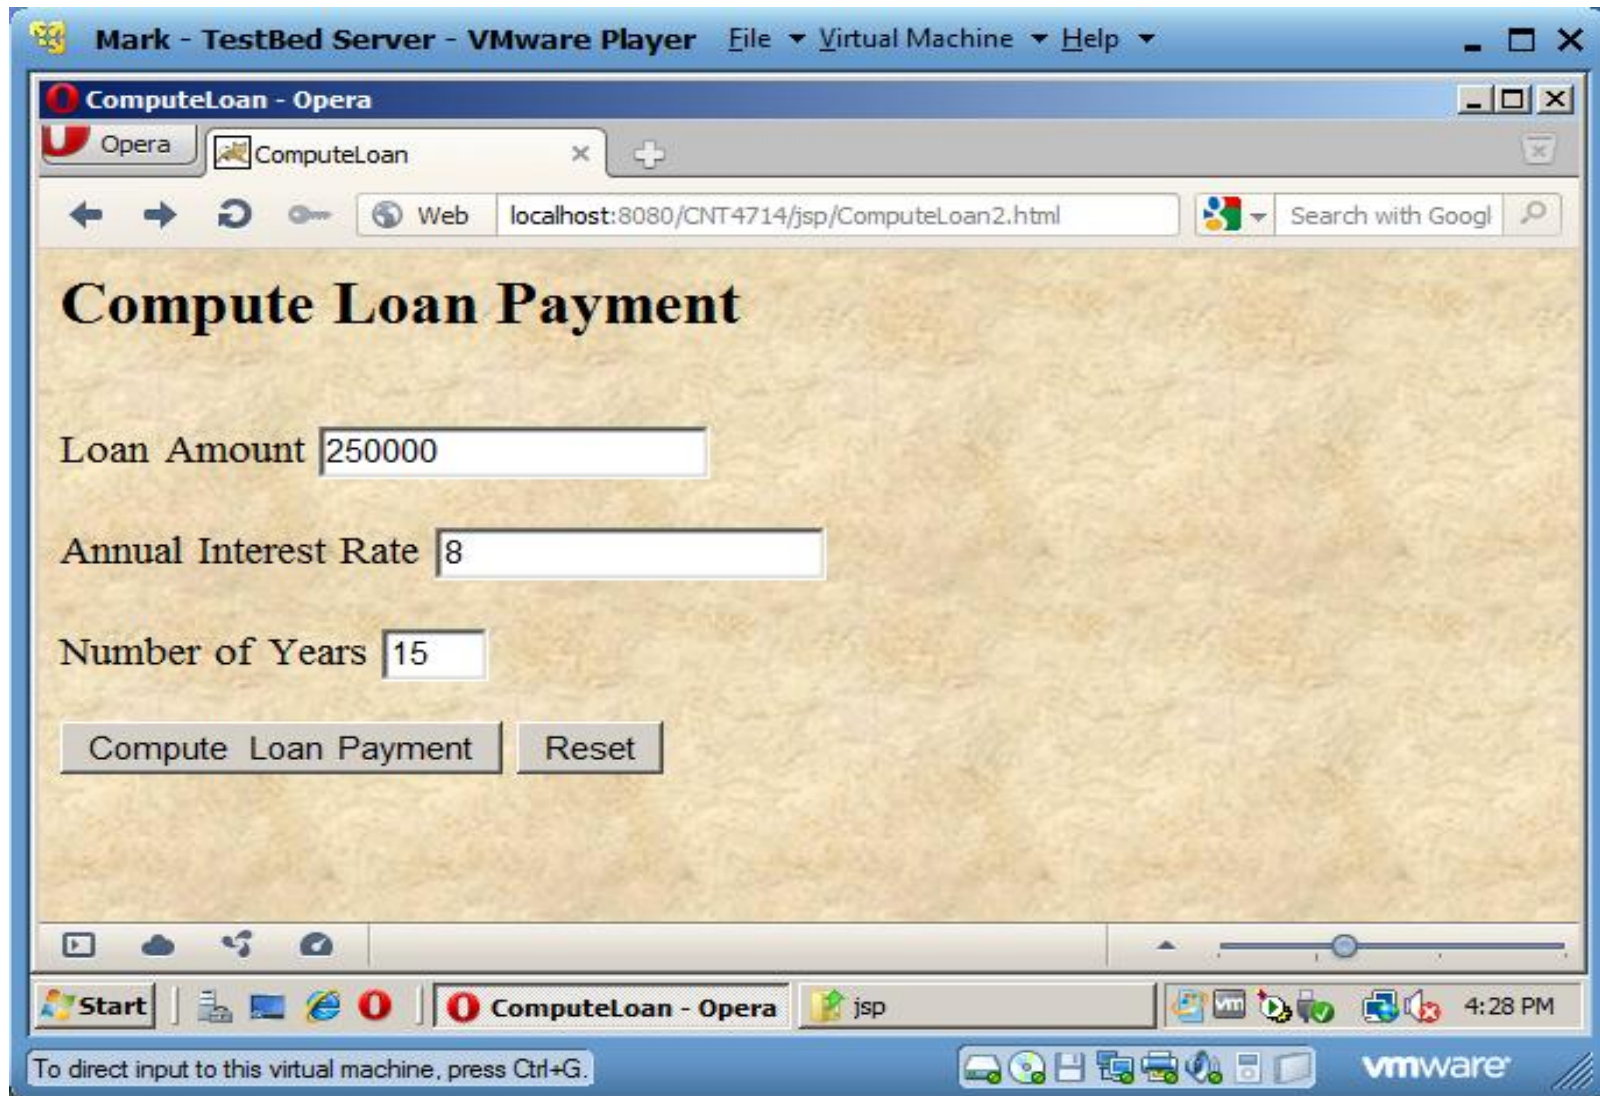 Mark - TestBed Server - VMware Player File Virtual Machine Help
ComputeLoan - Opera
Opera ComputeLoan
Web localhost:8080/CNT4714/jsp/ComputeLoan2.html Search with Googl
Compute Loan Payment
Loan Amount 250000
Annual Interest Rate 8
Number of Years 15
Compute Loan Payment Reset
Start ComputeLoan - Opera jsp vm 4:28 PM
To direct input to this virtual machine, press Ctrl+G. vmware